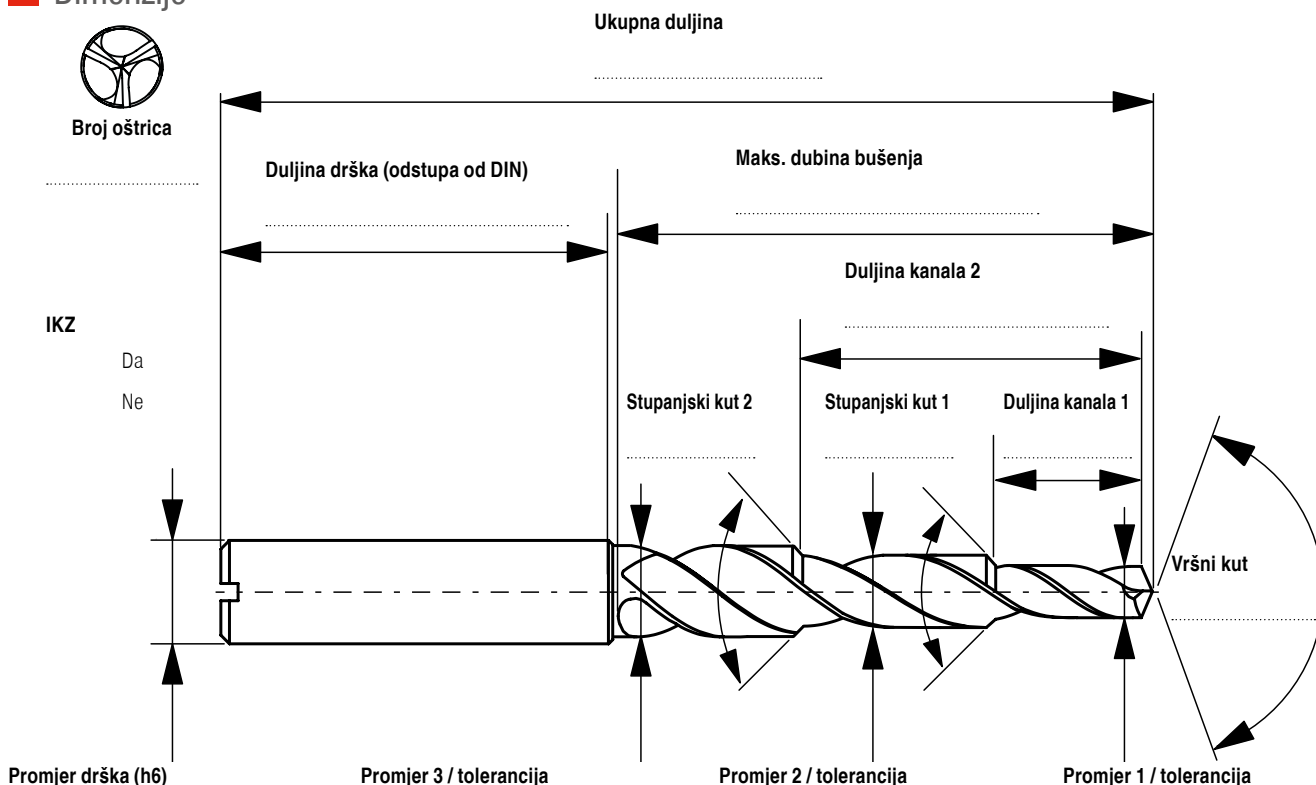 Dimenzije
Ukupna duljina
Broj oštrica
Duljina drška (odstupa od DIN)
Maks. dubina bušenja
Duljina kanala 2
IKZ
Da
Ne
Stupanjski kut 2
Stupanjski kut 1
Duljina kanala 1
Vršni kut
Promjer drška (h6)
Promjer 3 / tolerancija
Promjer 2 / tolerancija
Promjer 1 / tolerancija